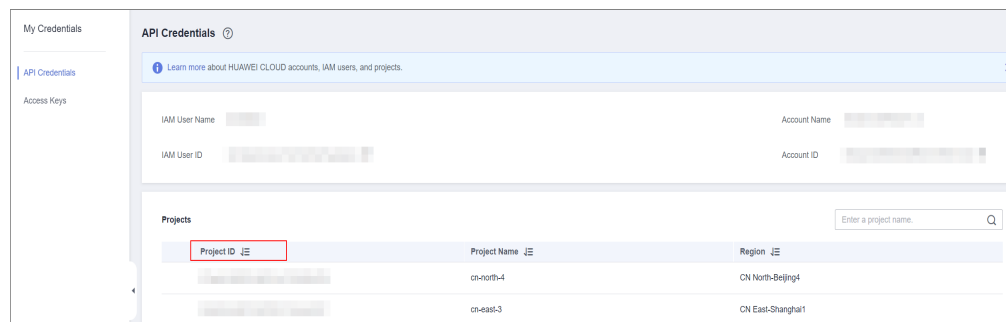 My Credentials
API Credentials
Access Keys
API Credentials
Learn more about HUAWEI CLOUD accounts, IAM users, and projects.
IAM User Name
Account Name
IAM User ID
Account ID
Projects
Enter a project name.
Project ID
Project Name
Region
cn-north-4
CN North-Beijing4
cn-east-3
CN East-Shanghai1